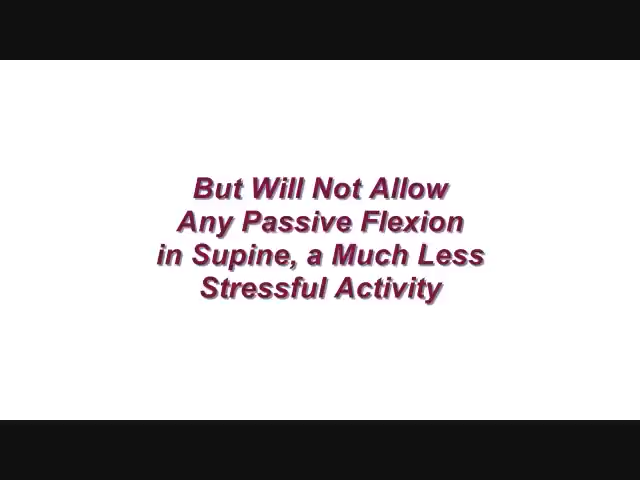 But Will Not Allow
Any Passive Flexion
in Supine, a Much Less
Stressful Activity